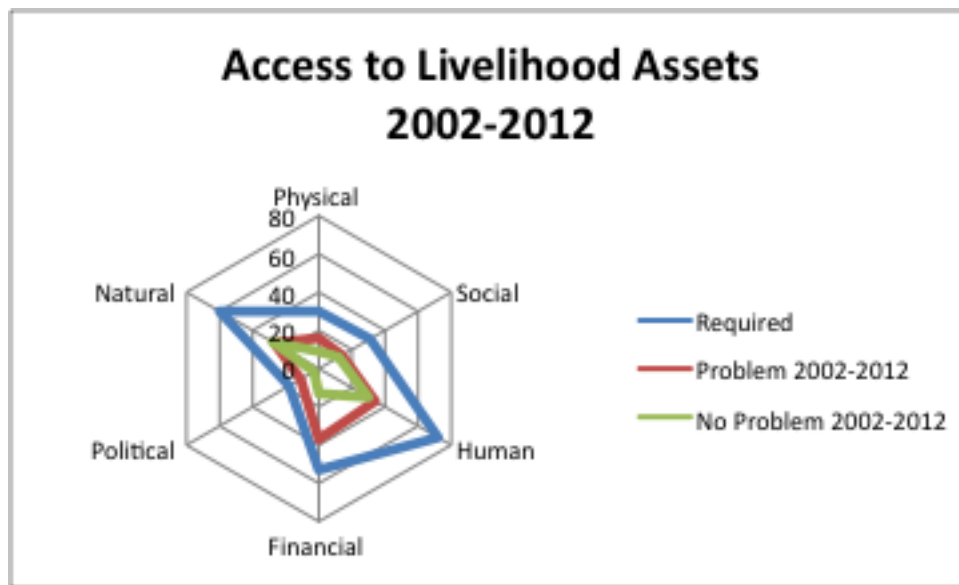 Access to Livelihood Assets
2002-2012
Physical
80
60
40
20
0
Natural
Social
Political
Human
Financial
Required
Problem 2002-2012
No Problem 2002-2012